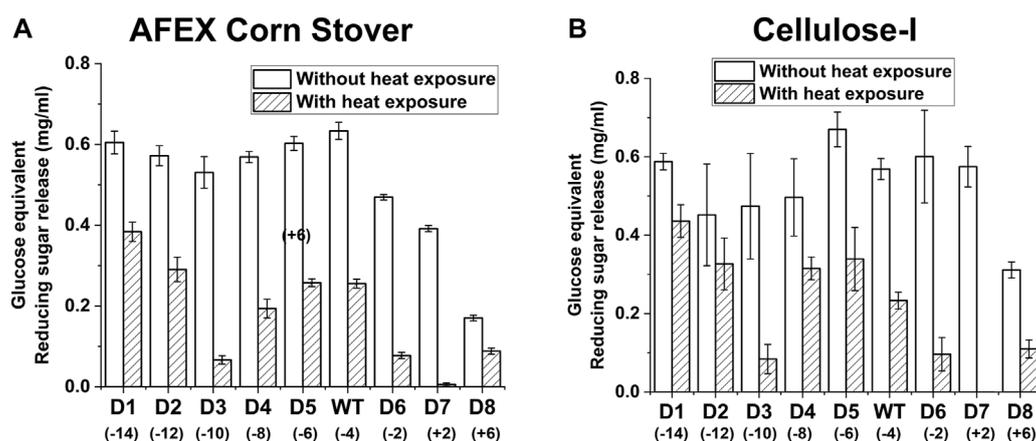 A
AFEX Corn Stover
Without heat exposure
With heat exposure
Glucose equivalent
Reducing sugar release (mg/ml)
0.8
0.6
0.4
0.2
0.0
(+6)
D1 D2 D3 D4 D5 WT D6 D7 D8
(-14) (-12) (-10) (-8) (-6) (-4) (-2) (+2) (+6)
B
Cellulose-I
Without heat exposure
With heat exposure
Glucose equivalent
Reducing sugar release (mg/ml)
0.8
0.6
0.4
0.2
0.0
D1 D2 D3 D4 D5 WT D6 D7 D8
(-14) (-12) (-10) (-8) (-6) (-4) (-2) (+2) (+6)